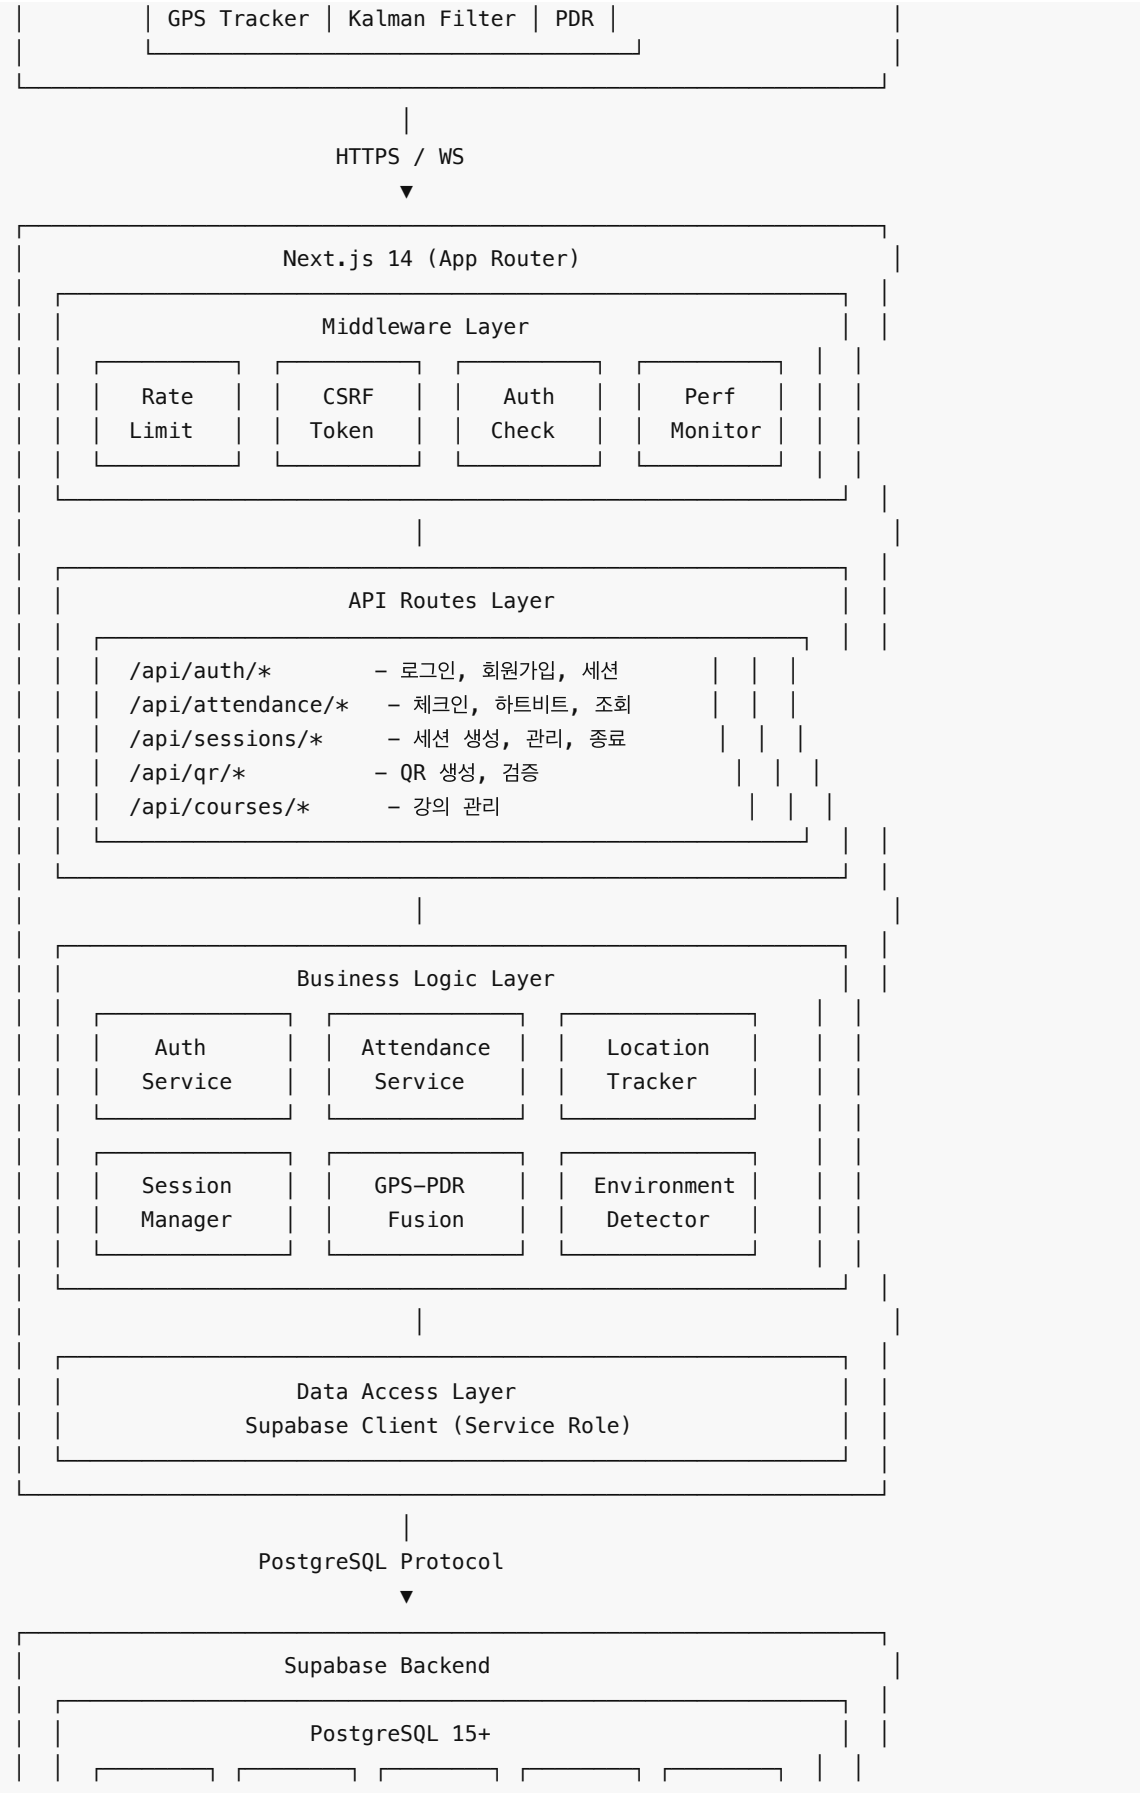 GPS Tracker | Kalman Filter | PDR
HTTPS / WS
▼
Next.js 14 (App Router)
Middleware Layer
Rate CSRF Auth Perf
Limit Token Check Monitor
API Routes Layer
/api/auth/* - 로그인, 회원가입, 세션
/api/attendance/* - 체크인, 하트비트, 조회
/api/sessions/* - 세션 생성, 관리, 종료
/api/qr/* - QR 생성, 검증
/api/courses/* - 강의 관리
Business Logic Layer
Auth Attendance Location
Service Service Tracker
Session GPS-PDR Environment
Manager Fusion Detector
Data Access Layer
Supabase Client (Service Role)
PostgreSQL Protocol
▼
Supabase Backend
PostgreSQL 15+